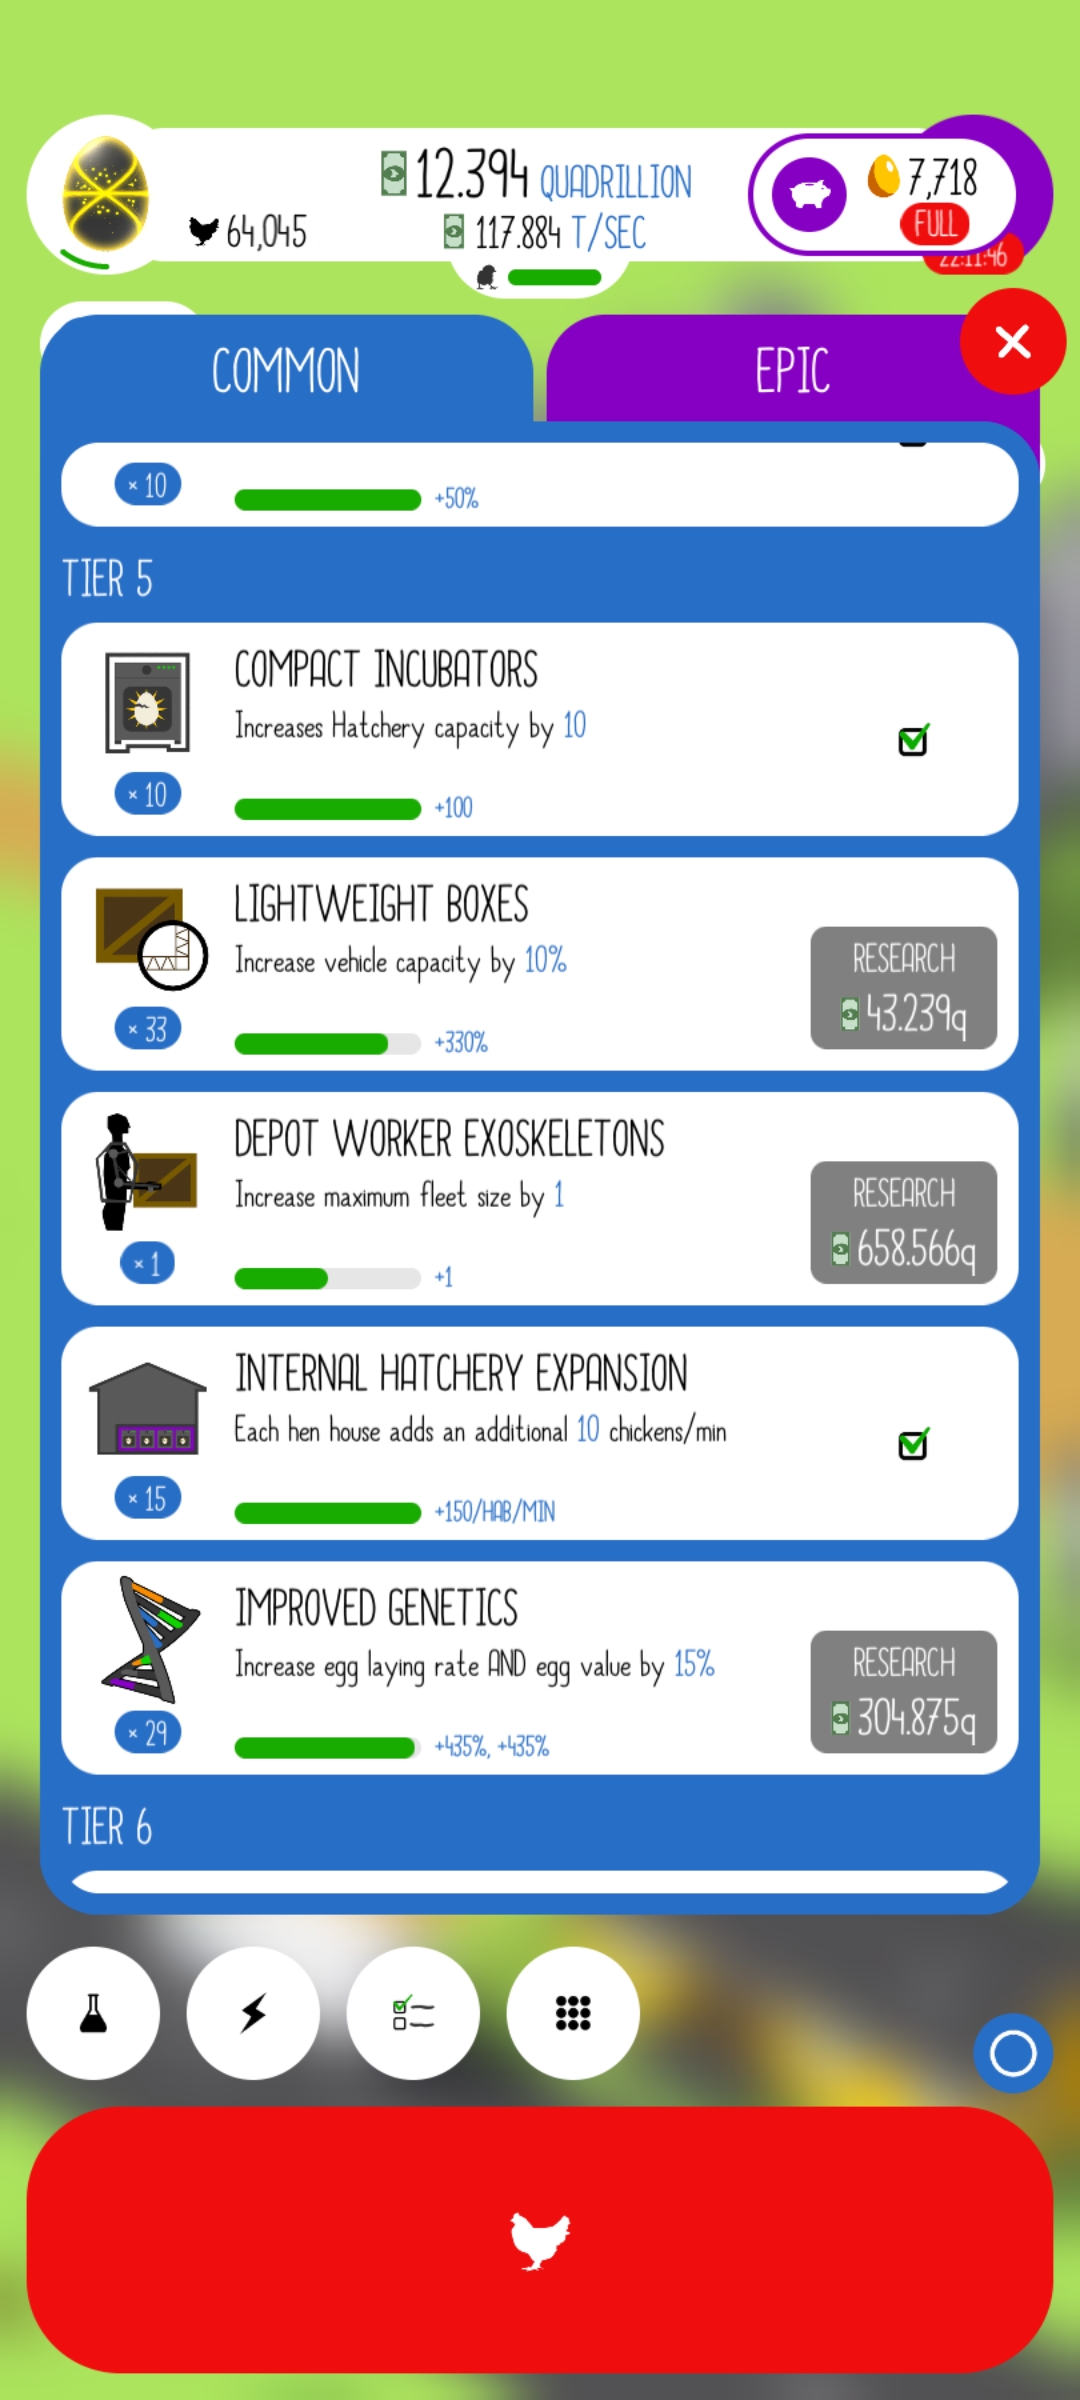 12.394 QUADRILLION
7,718
64,045
117.884 T/SEC
FULL
22:11:46
COMMON
EPIC
× 10
+50%
TIER 5
COMPACT INCUBATORS
Increases Hatchery capacity by 10
× 10
+100
LIGHTWEIGHT BOXES
Increase vehicle capacity by 10%
RESEARCH
43.239q
× 33
+330%
DEPOT WORKER EXOSKELETONS
Increase maximum fleet size by 1
RESEARCH
658.566q
× 1
+1
INTERNAL HATCHERY EXPANSION
Each hen house adds an additional 10 chickens/min
× 15
+150/HAB/MIN
IMPROVED GENETICS
Increase egg laying rate AND egg value by 15%
RESEARCH
304.875q
× 29
+435%, +435%
TIER 6